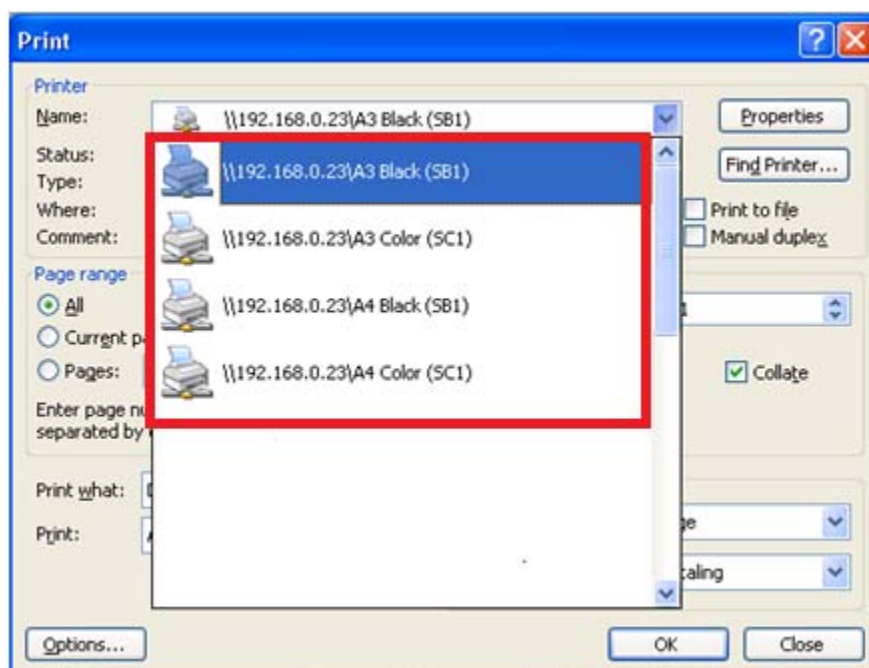 Print
Printer
Name: \\192.168.0.23\A3 Black (SB1) Properties
Status: \\192.168.0.23\A3 Black (SB1) Find Printer...
Type:
Where: \\192.168.0.23\A3 Color (SC1) Print to file
Comment: Manual duplex
Page range
All \\192.168.0.23\A4 Black (SB1)
Current
Pages: \\192.168.0.23\A4 Color (SC1) Collate
Enter page
separated by
Print what:
Print:
Options... OK Close